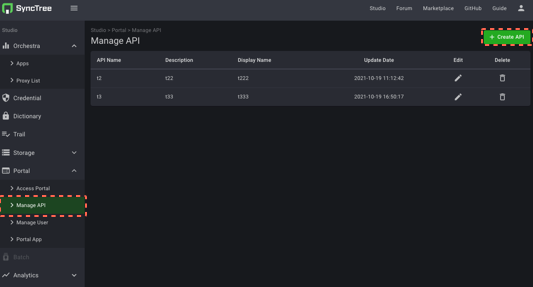 SyncTree
Studio Forum Marketplace GitHub Guide
Studio
Orchestra
Apps
Proxy List
Credential
Dictionary
Trail
Storage
Portal
Access Portal
Manage API
Manage User
Portal App
Batch
Analytics
Studio > Portal > Manage API
Manage API
+ Create API
API Name Description Display Name Update Date Edit Delete
t2 t22 t222 2021-10-19 11:12:42
t3 t33 t333 2021-10-19 16:50:17